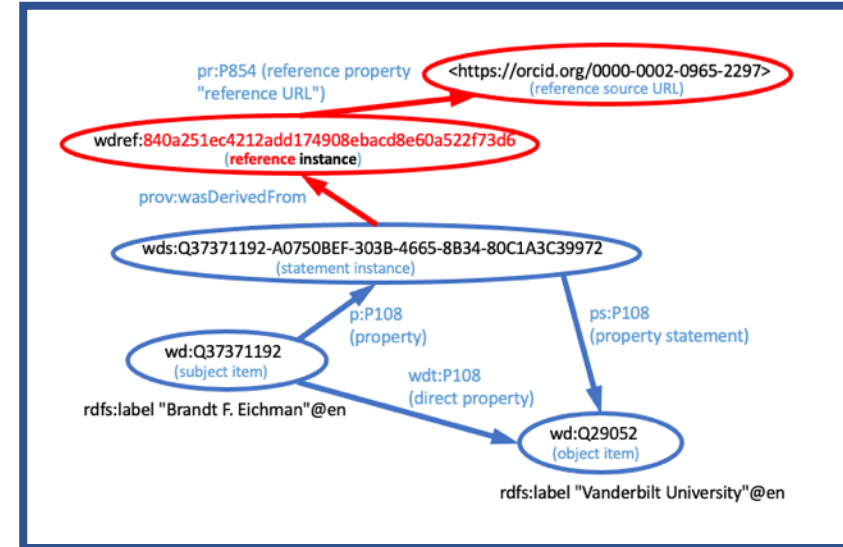 pr:P854 (reference property
"reference URL")
<https://orcid.org/0000-0002-0965-2297>
(reference source URL)
wdref:840a251ec4212add174908ebacd8e60a522f73d6
(reference instance)
prov:wasDerivedFrom
wds:Q37371192-A0750BEF-303B-4665-8B34-80C1A3C39972
(statement instance)
p:P108
(property)
ps:P108
(property statement)
wd:Q37371192
(subject item)
wdt:P108
(direct property)
rdfs:label "Brandt F. Eichman"@en
wd:Q29052
(object item)
rdfs:label "Vanderbilt University"@en